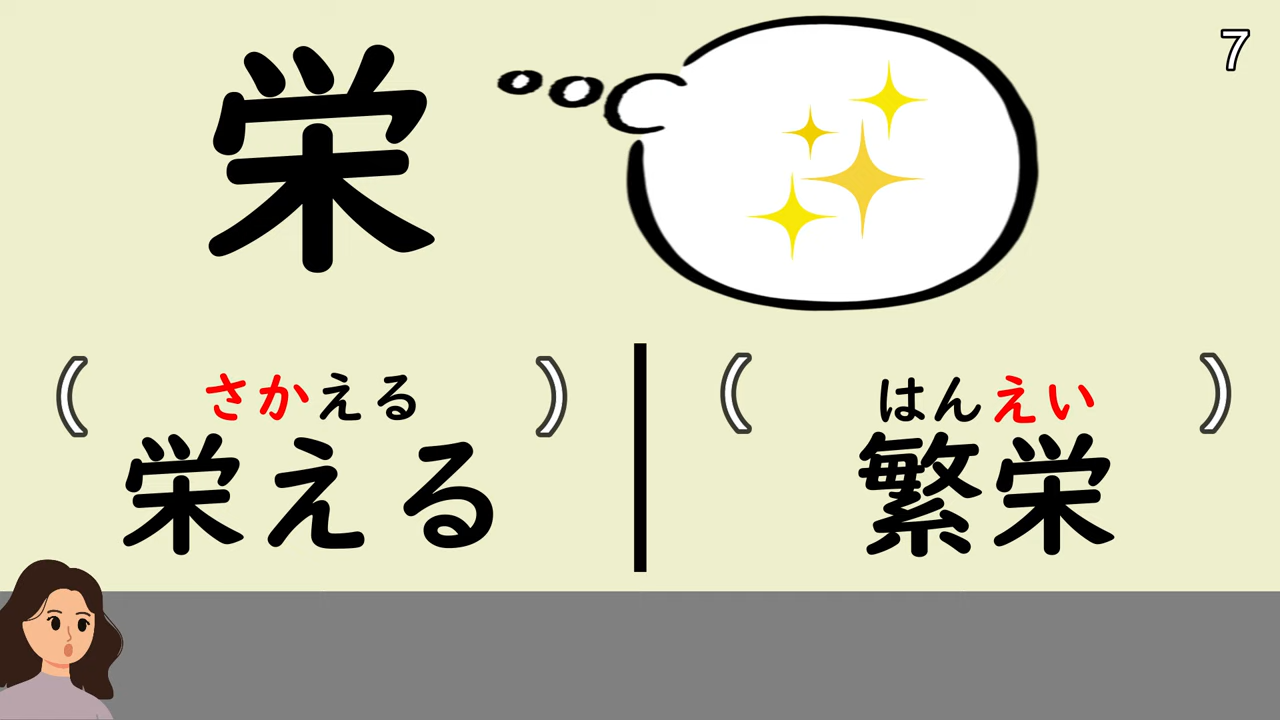 栄
7
( さかえる )
栄える
( はんえい )
繁栄